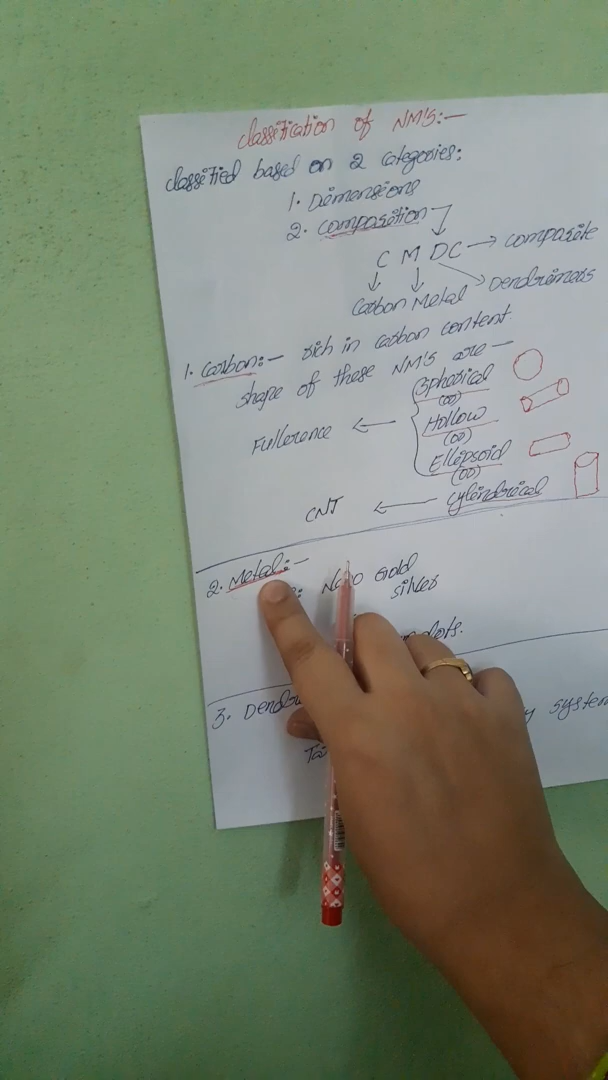 Classification of NM'S:-
Classified based on 2 categories:
1. Dimensions
2. Composition
C M DC → Composite
Carbon Metal Dendrimers
1. Carbon:- rich in carbon content
shape of these NM'S are -
Spherical
(or)
Fullerence ← Hollow
(or)
Ellipsoid
(or)
CNT ← cylindrical
2. Metal:-
Nano Gold
silver
dots.
3. system